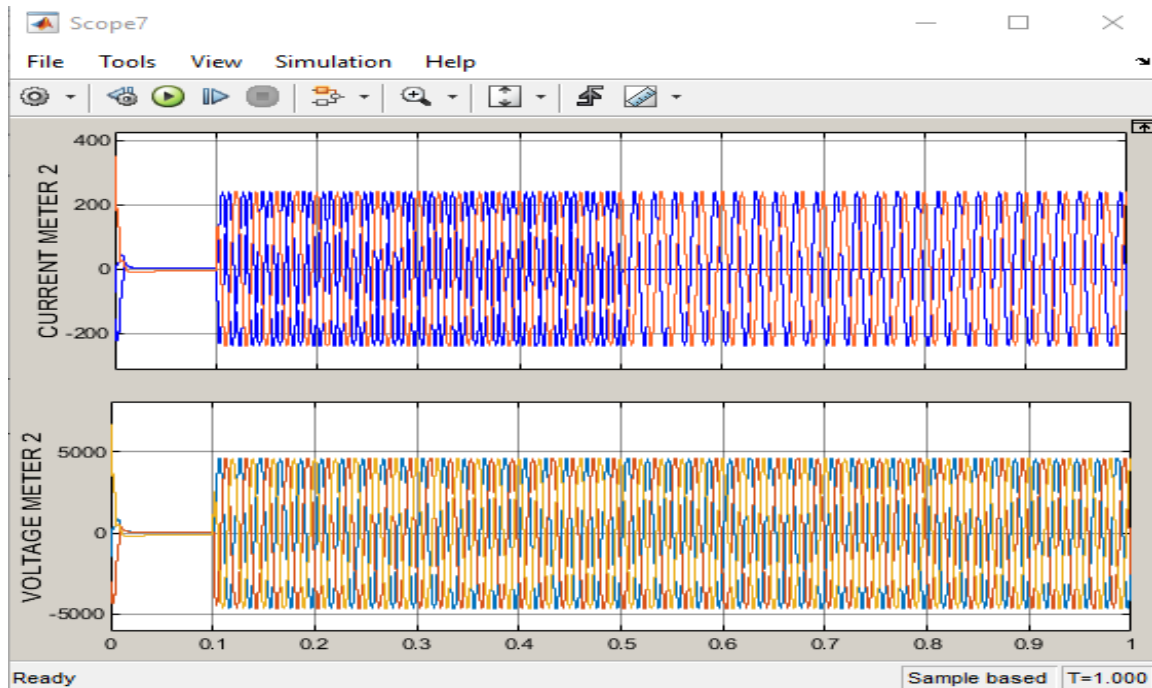 Scope7
File Tools View Simulation Help
CURRENT METER 2
400
200
0
-200
VOLTAGE METER 2
5000
0
-5000
0 0.1 0.2 0.3 0.4 0.5 0.6 0.7 0.8 0.9 1
Ready Sample based T=1.000